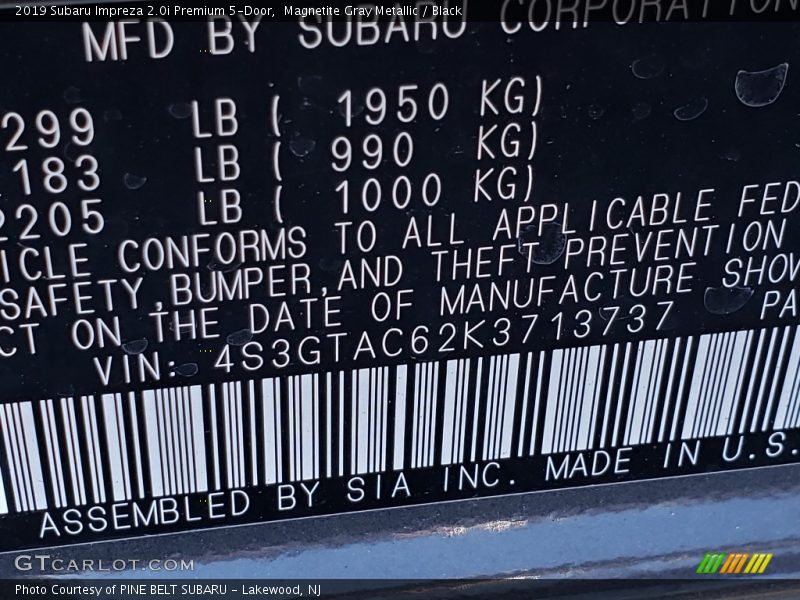 2019 Subaru Impreza 2.0i Premium 5-Door, Magnetite Gray Metallic / Black
MFD BY SUBARU CORPORATION
299 LB ( 1950 KG)
183 LB ( 990 KG)
2205 LB ( 1000 KG)
ICLE CONFORMS TO ALL APPLICABLE FED
SAFETY,BUMPER,AND THEFT PREVENTION
CT ON THE DATE OF MANUFACTURE SHOW
VIN: 4S3GTAC62K3713737 PA
ASSEMBLED BY SIA INC. MADE IN U.S.
GTCARLOT.COM
Photo Courtesy of PINE BELT SUBARU - Lakewood, NJ